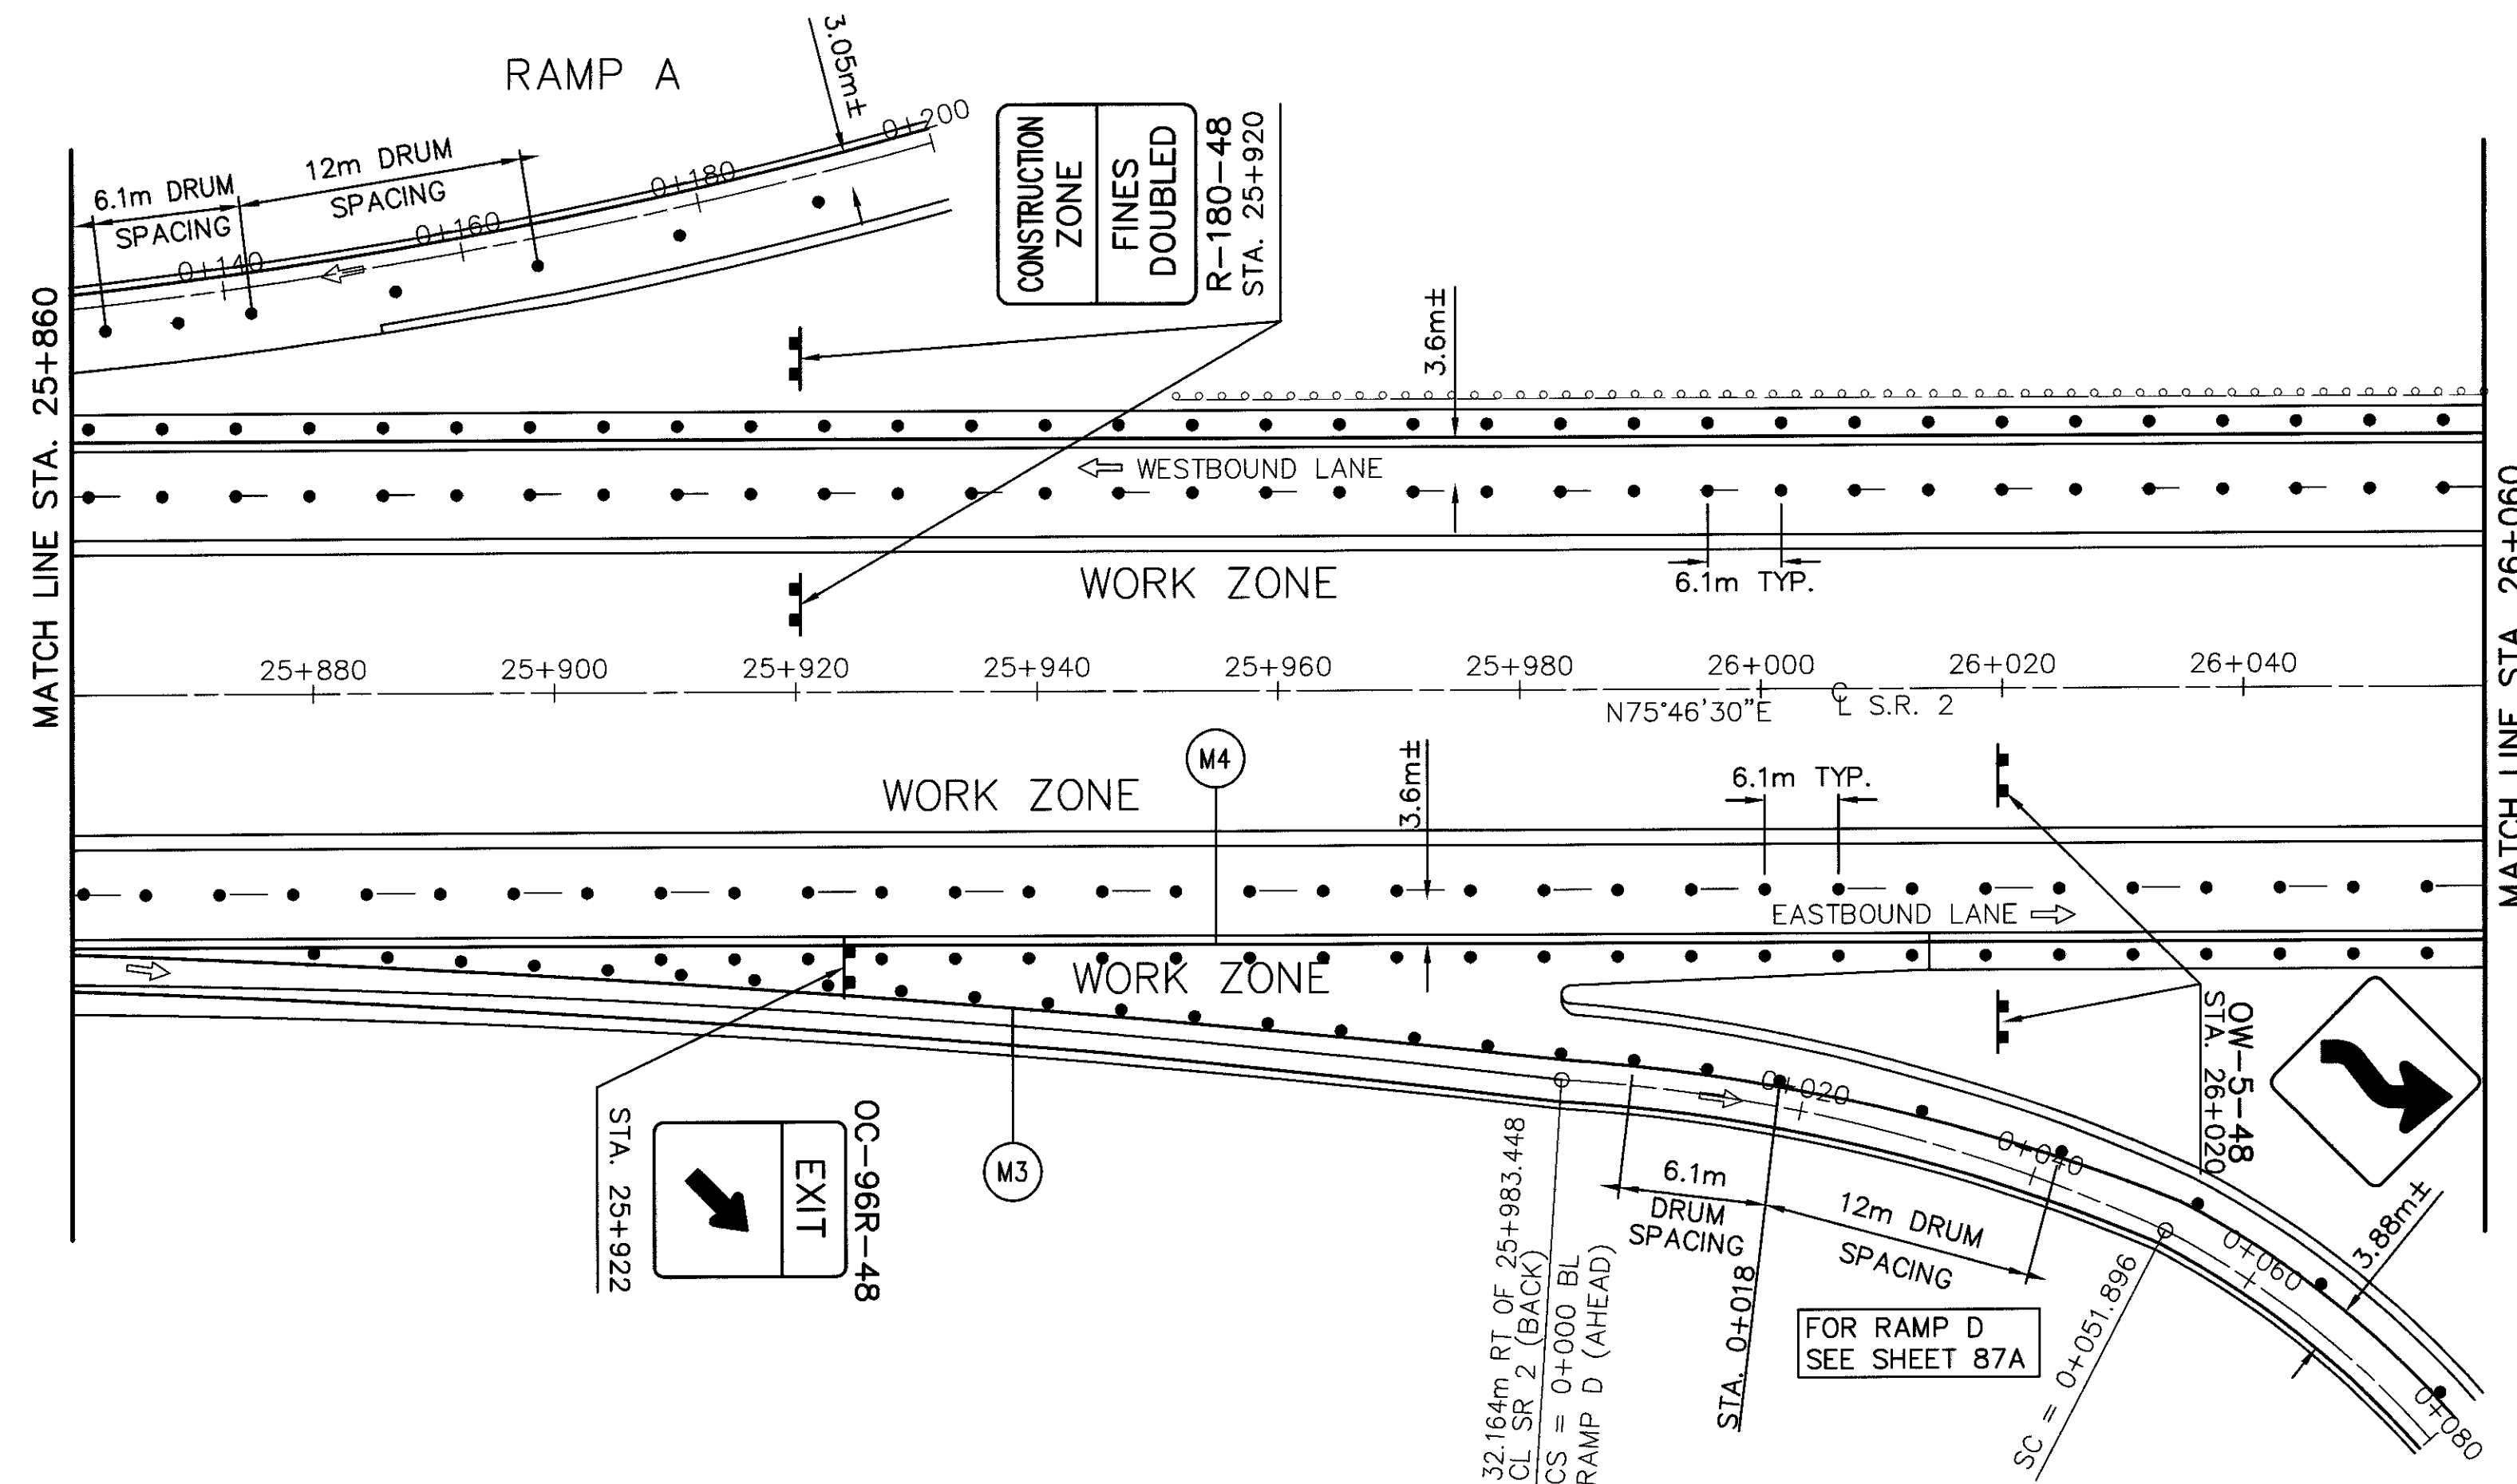 RAMP A
3.05m±
0+200
0+180
0+160
0+140
12m DRUM
SPACING
6.1m DRUM
SPACING
CONSTRUCTION
ZONE
FINES
DOUBLED
R-180-48
STA. 25+920
MATCH LINE STA. 25+860
3.6m±
WESTBOUND LANE
6.1m TYP.
WORK ZONE
MATCH LINE STA. 26+060
25+880
25+900
25+920
25+940
25+960
25+980
26+000
26+020
26+040
N75°46'30"E
℄ S.R. 2
M4
WORK ZONE
3.6m±
6.1m TYP.
EASTBOUND LANE
WORK ZONE
OW-5-48
STA. 26+020
STA. 25+922
EXIT
OC-96R-48
M3
0+020
0+040
0+060
0+080
6.1m
DRUM
SPACING
12m DRUM
SPACING
3.88m±
STA. 0+018
32.164m RT OF 25+983.448
CL SR 2 (BACK)
CS = 0+000 BL
RAMP D (AHEAD)
FOR RAMP D
SEE SHEET 87A
SC = 0+051.896